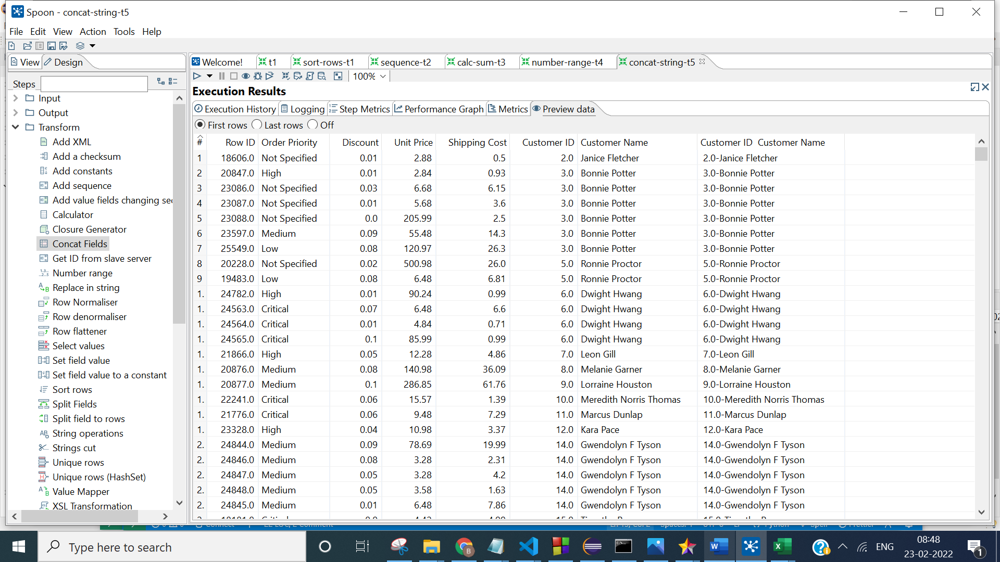 Spoon - concat-string-t5
File Edit View Action Tools Help
View Design
Welcome! t1 sort-rows-t1 sequence-t2 calc-sum-t3 number-range-t4 concat-string-t5
100%
Steps
Execution Results
Execution History Logging Step Metrics Performance Graph Metrics Preview data
First rows Last rows Off
Input
Output
Transform
Add XML
Add a checksum
Add constants
Add sequence
Add value fields changing se
Calculator
Closure Generator
Concat Fields
Get ID from slave server
Number range
Replace in string
Row Normaliser
Row denormaliser
Row flattener
Select values
Set field value
Set field value to a constant
Sort rows
Split Fields
Split field to rows
String operations
Strings cut
Unique rows
Unique rows (HashSet)
Value Mapper
XSL Transformation
# Row ID Order Priority Discount Unit Price Shipping Cost Customer ID Customer Name Customer ID Customer Name
1 18606.0 Not Specified 0.01 2.88 0.5 2.0 Janice Fletcher 2.0-Janice Fletcher
2 20847.0 High 0.01 2.84 0.93 3.0 Bonnie Potter 3.0-Bonnie Potter
3 23086.0 Not Specified 0.03 6.68 6.15 3.0 Bonnie Potter 3.0-Bonnie Potter
4 23087.0 Not Specified 0.01 5.68 3.6 3.0 Bonnie Potter 3.0-Bonnie Potter
5 23088.0 Not Specified 0.0 205.99 2.5 3.0 Bonnie Potter 3.0-Bonnie Potter
6 23597.0 Medium 0.09 55.48 14.3 3.0 Bonnie Potter 3.0-Bonnie Potter
7 25549.0 Low 0.08 120.97 26.3 3.0 Bonnie Potter 3.0-Bonnie Potter
8 20228.0 Not Specified 0.02 500.98 26.0 5.0 Ronnie Proctor 5.0-Ronnie Proctor
9 19483.0 Low 0.08 6.48 6.81 5.0 Ronnie Proctor 5.0-Ronnie Proctor
1. 24782.0 High 0.01 90.24 0.99 6.0 Dwight Hwang 6.0-Dwight Hwang
1. 24563.0 Critical 0.07 6.48 6.6 6.0 Dwight Hwang 6.0-Dwight Hwang
1. 24564.0 Critical 0.01 4.84 0.71 6.0 Dwight Hwang 6.0-Dwight Hwang
1. 24565.0 Critical 0.1 85.99 0.99 6.0 Dwight Hwang 6.0-Dwight Hwang
1. 21866.0 High 0.05 12.28 4.86 7.0 Leon Gill 7.0-Leon Gill
1. 20876.0 Medium 0.08 140.98 36.09 8.0 Melanie Garner 8.0-Melanie Garner
1. 20877.0 Medium 0.1 286.85 61.76 9.0 Lorraine Houston 9.0-Lorraine Houston
1. 22241.0 Critical 0.06 15.57 1.39 10.0 Meredith Norris Thomas 10.0-Meredith Norris Thomas
1. 21776.0 Critical 0.06 9.48 7.29 11.0 Marcus Dunlap 11.0-Marcus Dunlap
1. 23328.0 High 0.04 10.98 3.37 12.0 Kara Pace 12.0-Kara Pace
2. 24844.0 Medium 0.09 78.69 19.99 14.0 Gwendolyn F Tyson 14.0-Gwendolyn F Tyson
2. 24846.0 Medium 0.08 3.28 2.31 14.0 Gwendolyn F Tyson 14.0-Gwendolyn F Tyson
2. 24847.0 Medium 0.05 3.28 4.2 14.0 Gwendolyn F Tyson 14.0-Gwendolyn F Tyson
2. 24848.0 Medium 0.05 3.58 1.63 14.0 Gwendolyn F Tyson 14.0-Gwendolyn F Tyson
2. 24845.0 Medium 0.01 6.48 7.86 14.0 Gwendolyn F Tyson 14.0-Gwendolyn F Tyson
Type here to search
ENG
08:48
23-02-2022
1